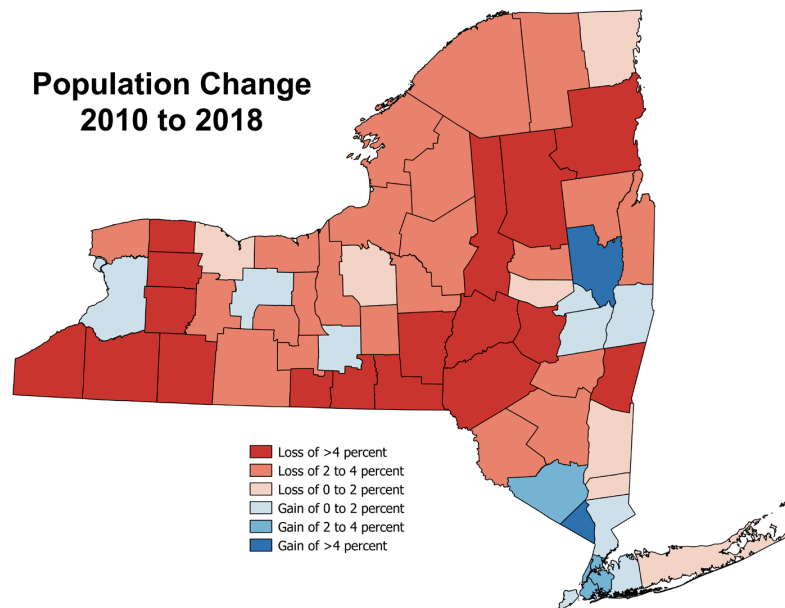 Population Change
2010 to 2018
Loss of >4 percent
Loss of 2 to 4 percent
Loss of 0 to 2 percent
Gain of 0 to 2 percent
Gain of 2 to 4 percent
Gain of >4 percent